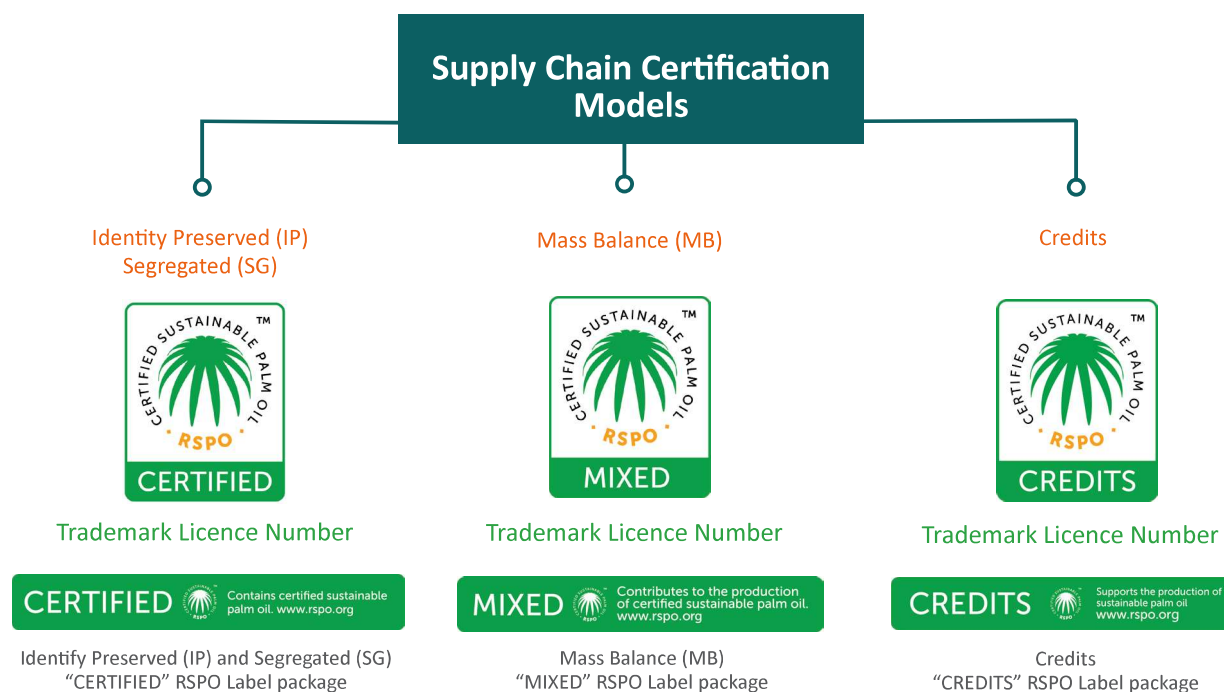 Supply Chain Certification
Models
Identity Preserved (IP)
Segregated (SG)
Mass Balance (MB)
Credits
CERTIFIED SUSTAINABLE PALM OIL ™
· RSPO ·
CERTIFIED
CERTIFIED SUSTAINABLE PALM OIL ™
· RSPO ·
MIXED
CERTIFIED SUSTAINABLE PALM OIL ™
· RSPO ·
CREDITS
Trademark Licence Number
Trademark Licence Number
Trademark Licence Number
CERTIFIED
RSPO
Contains certified sustainable
palm oil. www.rspo.org
MIXED
RSPO
Contributes to the production
of certified sustainable palm oil.
www.rspo.org
CREDITS
RSPO
Supports the production of
sustainable palm oil
www.rspo.org
Identify Preserved (IP) and Segregated (SG)
“CERTIFIED” RSPO Label package
Mass Balance (MB)
“MIXED” RSPO Label package
Credits
“CREDITS” RSPO Label package